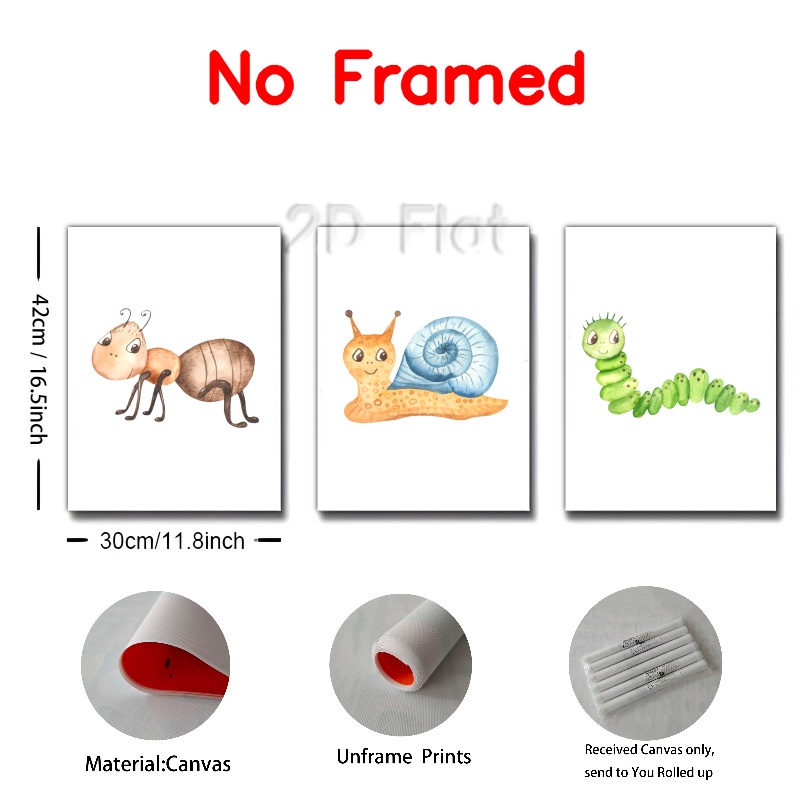 No Framed
2D Flat
42cm / 16.5inch
30cm/11.8inch
Material:Canvas
Unframe Prints
Received Canvas only,
send to You Rolled up